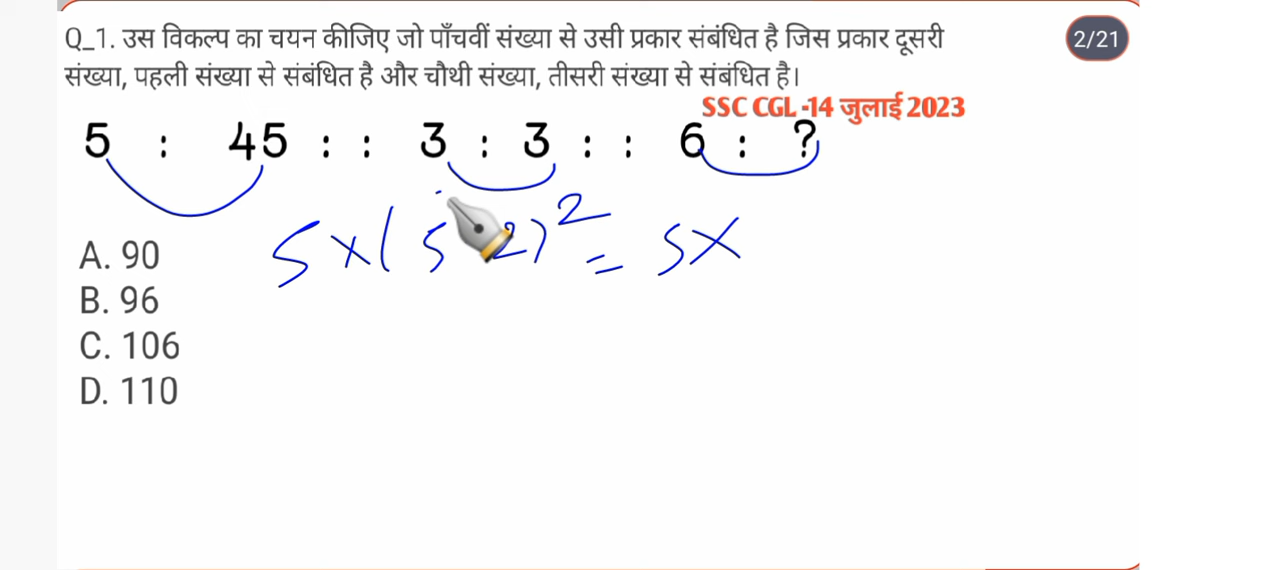 Q_1. उस विकल्प का चयन कीजिए जो पाँचवीं संख्या से उसी प्रकार संबंधित है जिस प्रकार दूसरी
संख्या, पहली संख्या से संबंधित है और चौथी संख्या, तीसरी संख्या से संबंधित है।
2/21
SSC CGL -14 जुलाई 2023
5 : 45 : : 3 : 3 : : 6 : ?
5×(5 2)² = 5×
A. 90
B. 96
C. 106
D. 110